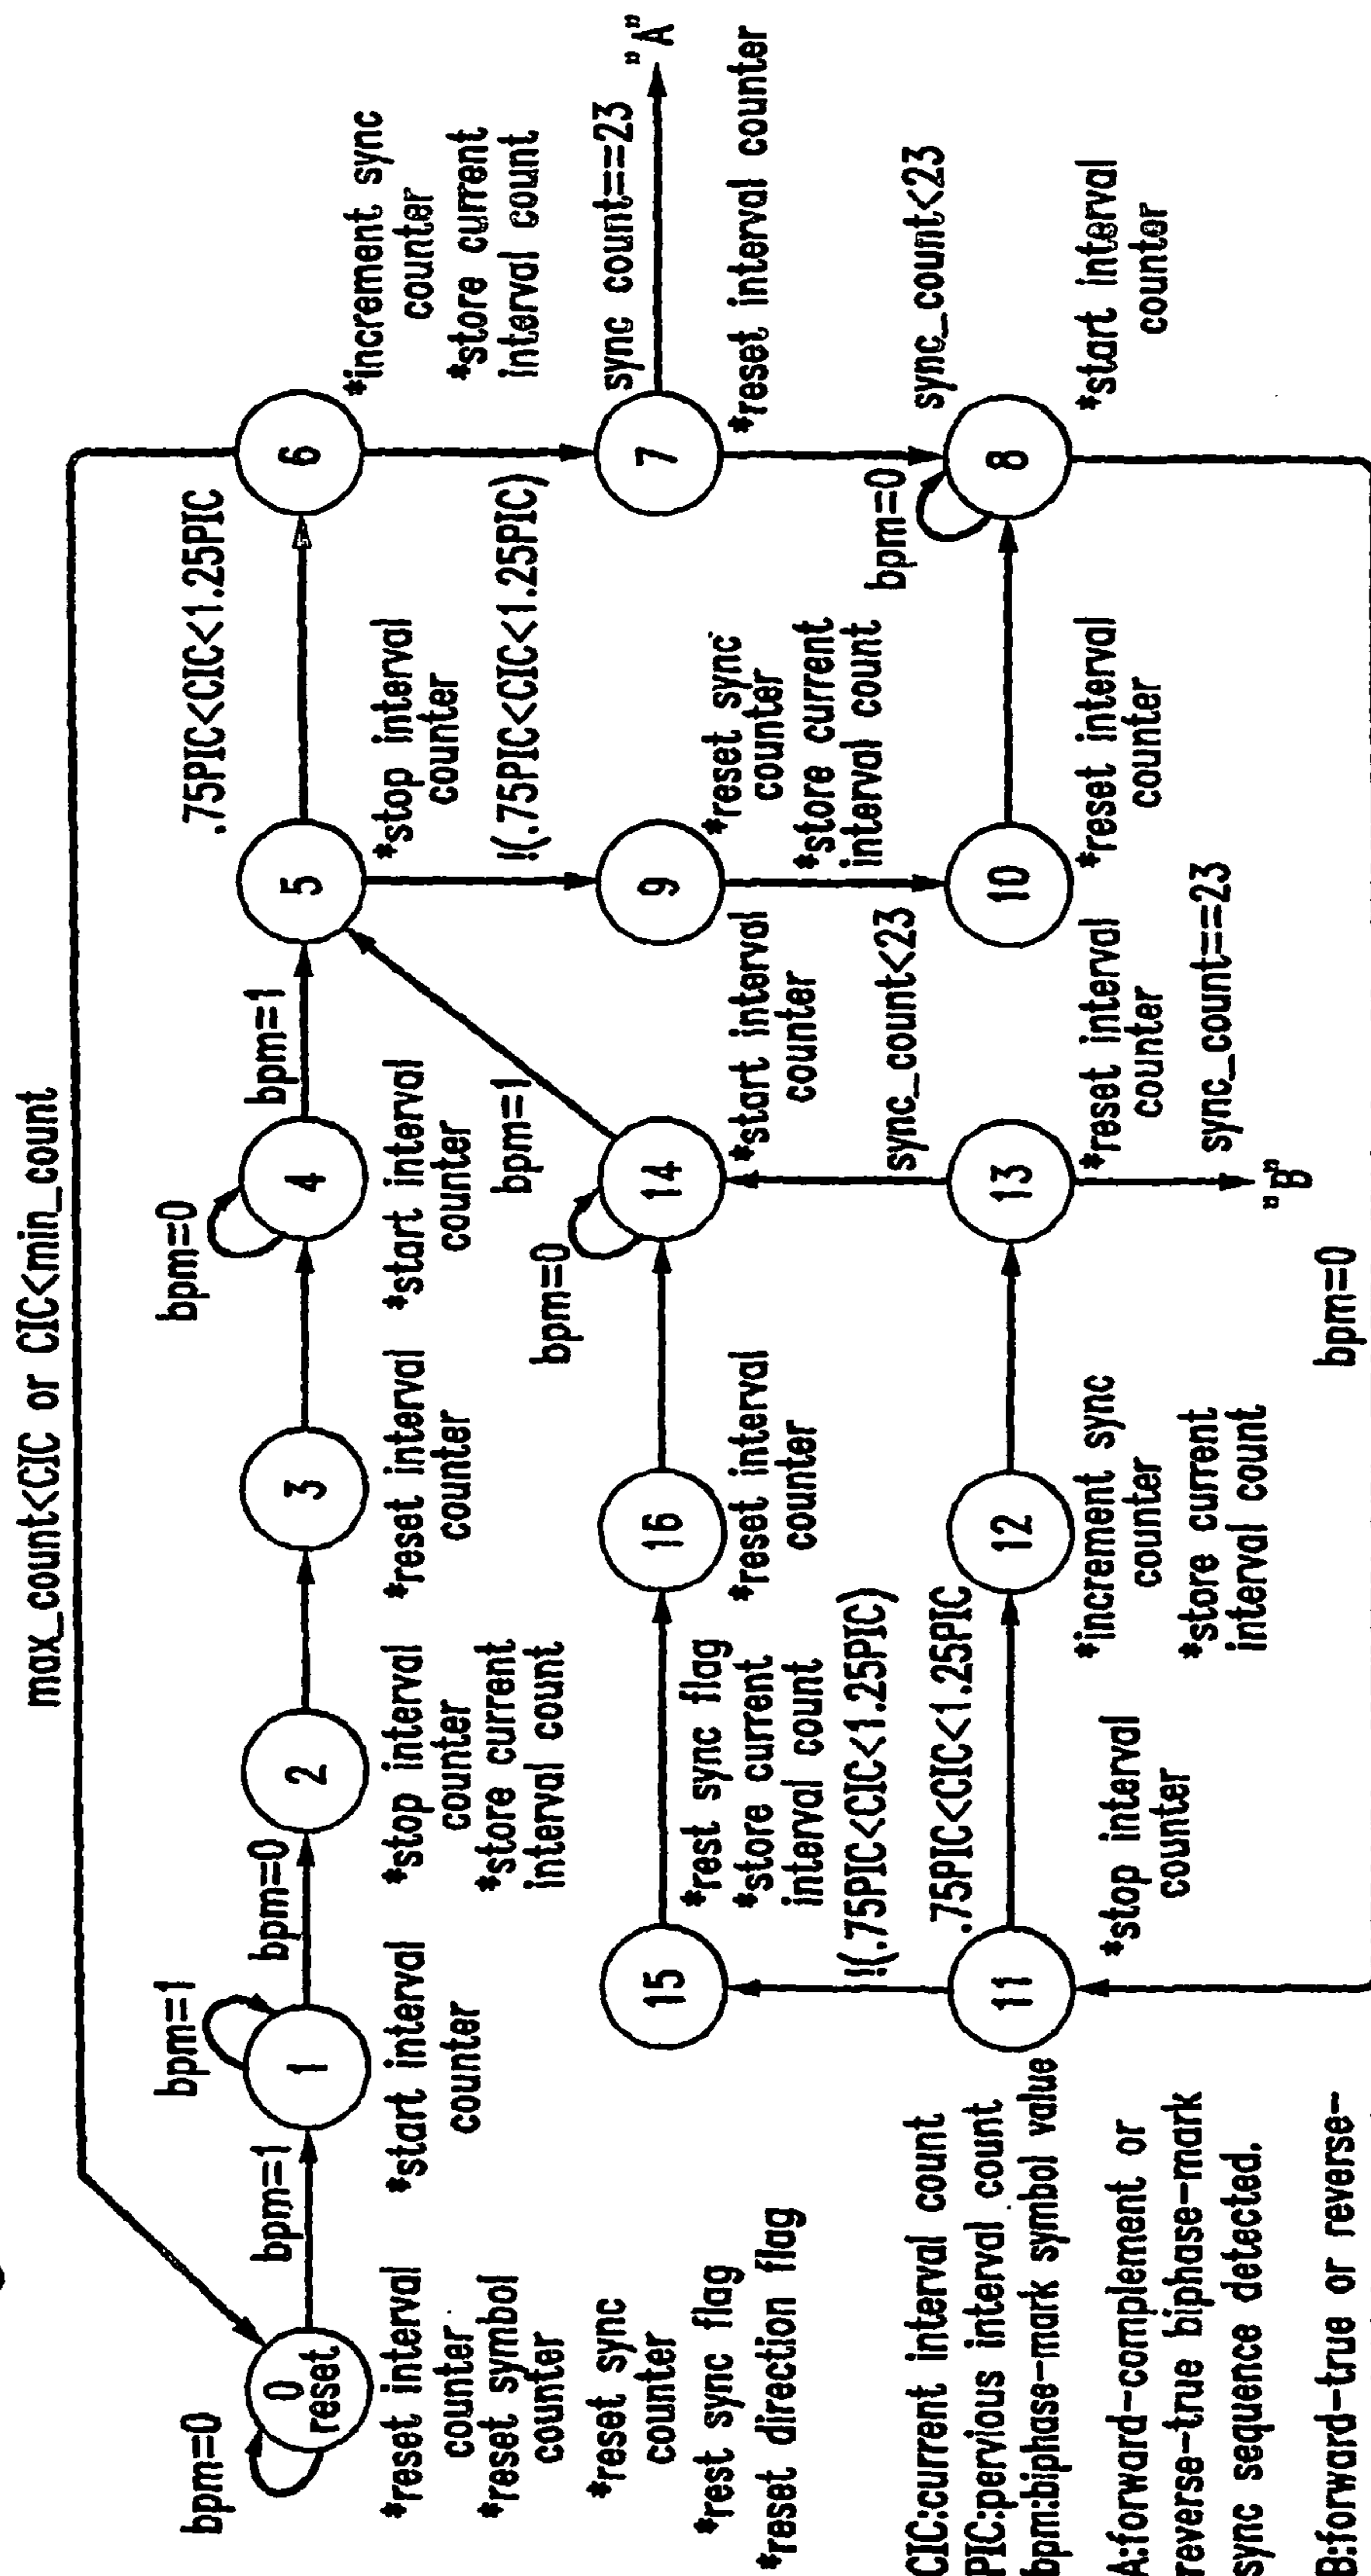 max_count<CIC or CIC<min_count
bpm=0
0
reset
*reset interval
counter
*reset symbol
counter
*reset sync
counter
*rest sync flag
*reset direction flag
bpm=1
bpm=1
1
*start interval
counter
bpm=0
2
*stop interval
counter
*store current
interval count
3
*reset interval
counter
bpm=0
4
*start interval
counter
bpm=1
5
*stop interval
counter
.75PIC<CIC<1.25PIC
6
*increment sync
counter
*store current
interval count
!(.75PIC<CIC<1.25PIC)
15
*rest sync flag
*store current
interval count
16
*reset interval
counter
bpm=0
14
*start interval
counter
bpm=1
9
*reset sync
counter
*store current
interval count
!(.75PIC<CIC<1.25PIC)
7
sync count==23
"A"
*reset interval counter
11
*stop interval
counter
.75PIC<CIC<1.25PIC
12
*increment sync
counter
*store current
interval count
13
sync_count<23
*reset interval
counter
sync_count==23
"B"
10
*reset interval
counter
bpm=0
8
sync_count<23
*start interval
counter
bpm=0
CIC:current interval count
PIC:pervious interval count
bpm:biphase-mark symbol value
A:forward-complement or
reverse-true biphase-mark
sync sequence detected.
B:forward-true or reverse-